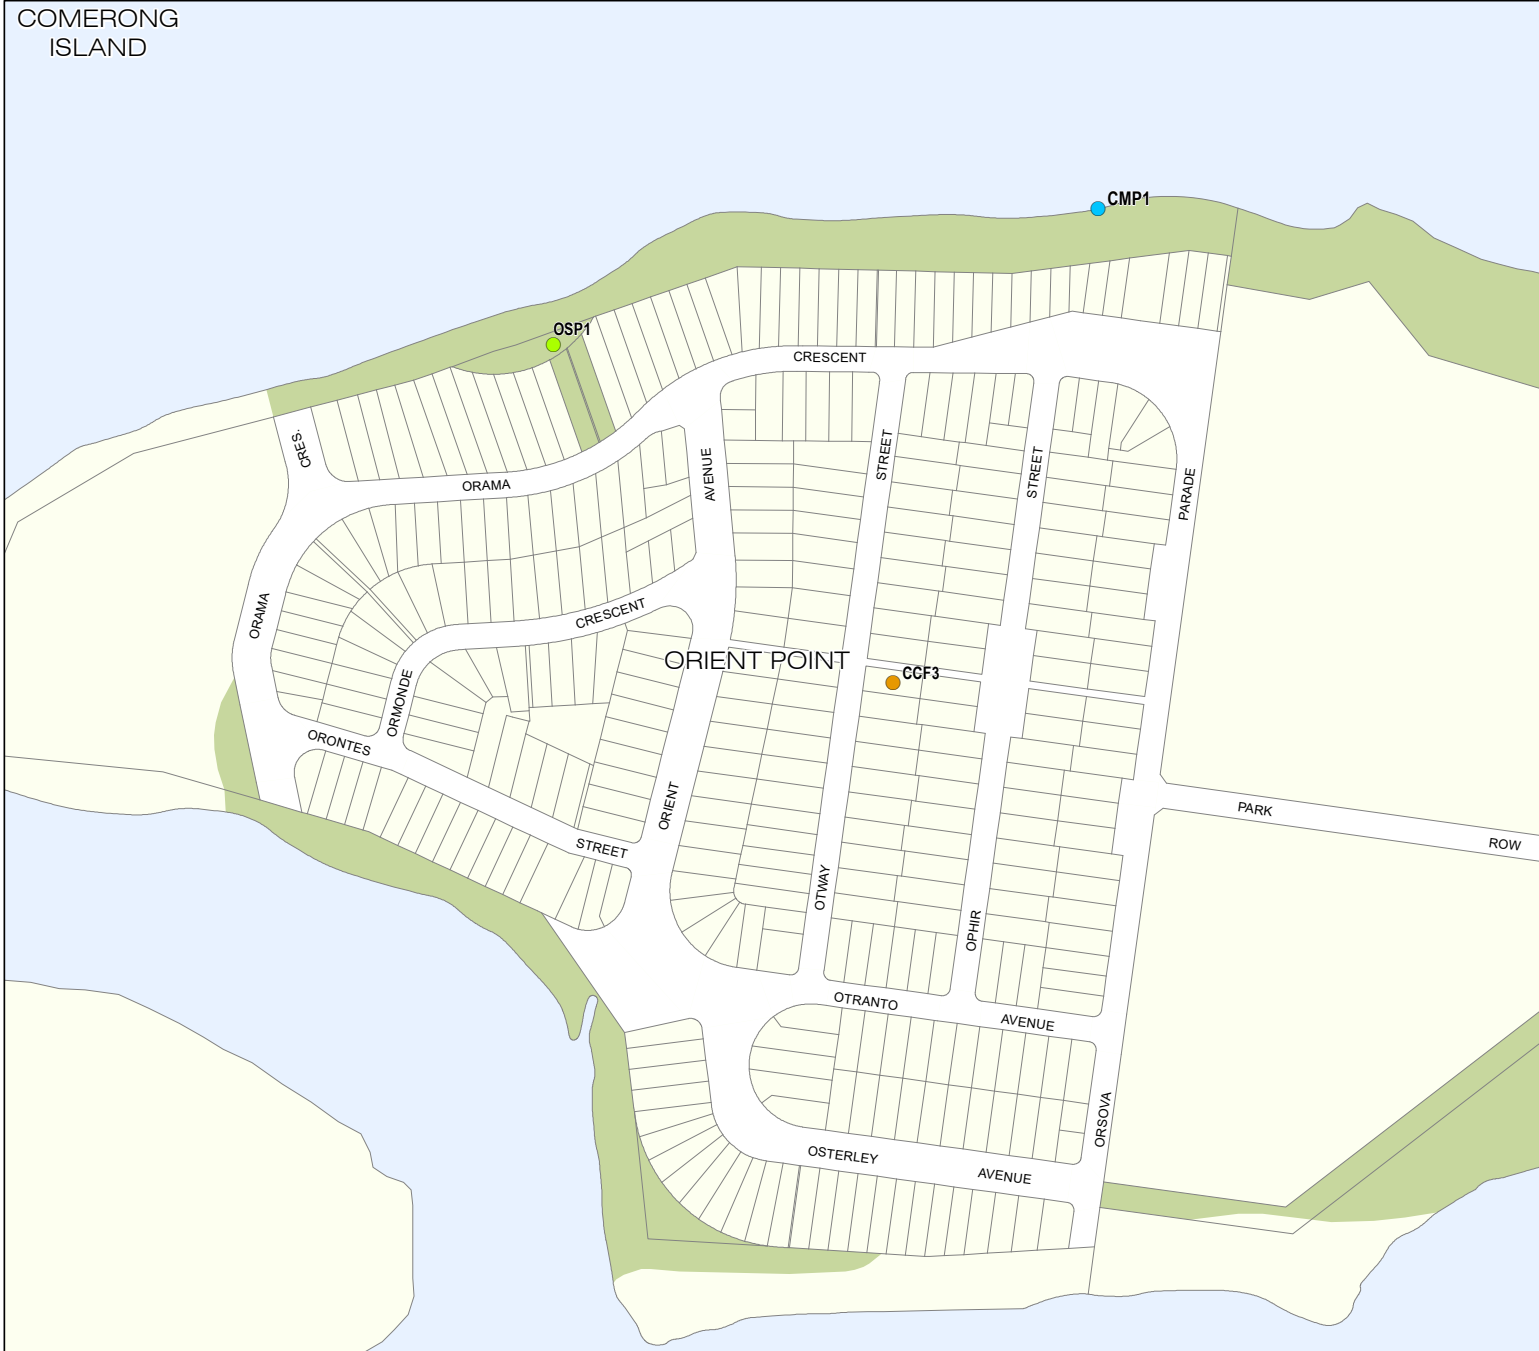 COMERONG
ISLAND
CMP1
OSP1
CRESCENT
CRES.
ORAMA
AVENUE
STREET
STREET
PARADE
ORAMA
CRESCENT
ORIENT POINT
CCF3
ORMONDE
ORONTES
ORIENT
STREET
PARK
ROW
OTWAY
OPHIR
OTRANTO
AVENUE
ORSOVA
OSTERLEY
AVENUE